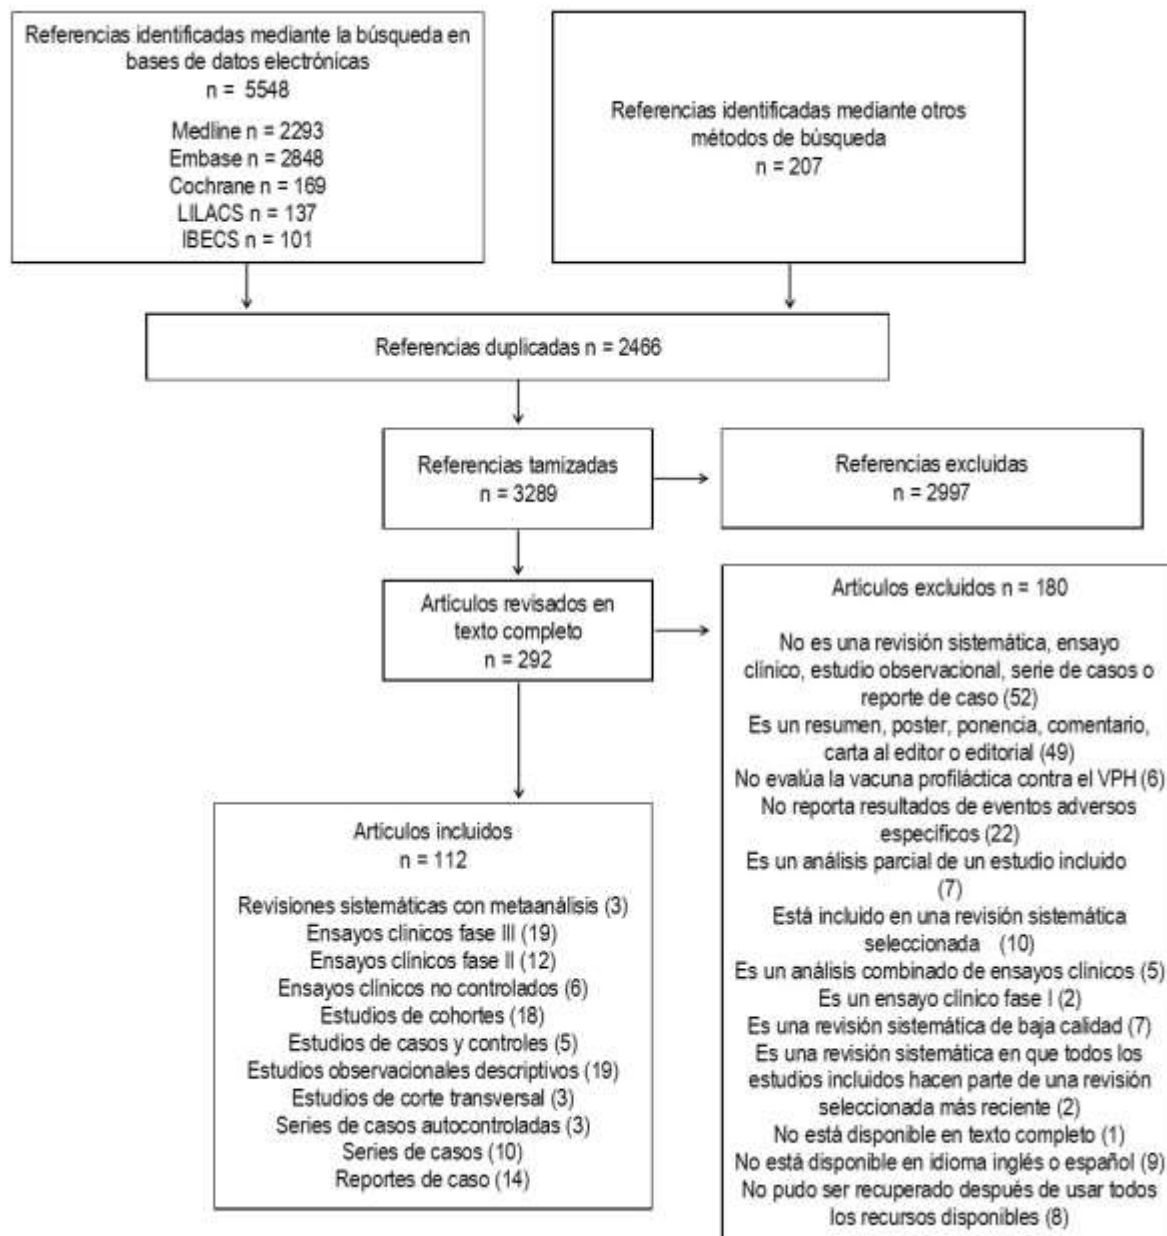 Referencias identificadas mediante la búsqueda en
bases de datos electrónicas
n = 5548
Medline n = 2293
Embase n = 2848
Cochrane n = 169
LILACS n = 137
IBECS n = 101
Referencias identificadas mediante otros
métodos de búsqueda
n = 207
Referencias duplicadas n = 2466
Referencias tamizadas
n = 3289
Referencias excluidas
n = 2997
Artículos revisados en
texto completo
n = 292
Artículos excluidos n = 180
No es una revisión sistemática, ensayo
clínico, estudio observacional, serie de casos o
reporte de caso (52)
Es un resumen, poster, ponencia, comentario,
carta al editor o editorial (49)
No evalúa la vacuna profiláctica contra el VPH (6)
No reporta resultados de eventos adversos
específicos (22)
Es un análisis parcial de un estudio incluido
(7)
Está incluido en una revisión sistemática
seleccionada (10)
Es un análisis combinado de ensayos clínicos (5)
Es un ensayo clínico fase I (2)
Es una revisión sistemática de baja calidad (7)
Es una revisión sistemática en que todos los
estudios incluidos hacen parte de una revisión
seleccionada más reciente (2)
No está disponible en texto completo (1)
No está disponible en idioma inglés o español (9)
No pudo ser recuperado después de usar todos
los recursos disponibles (8)
Artículos incluidos
n = 112
Revisiones sistemáticas con metaanálisis (3)
Ensayos clínicos fase III (19)
Ensayos clínicos fase II (12)
Ensayos clínicos no controlados (6)
Estudios de cohortes (18)
Estudios de casos y controles (5)
Estudios observacionales descriptivos (19)
Estudios de corte transversal (3)
Series de casos autocontroladas (3)
Series de casos (10)
Reportes de caso (14)